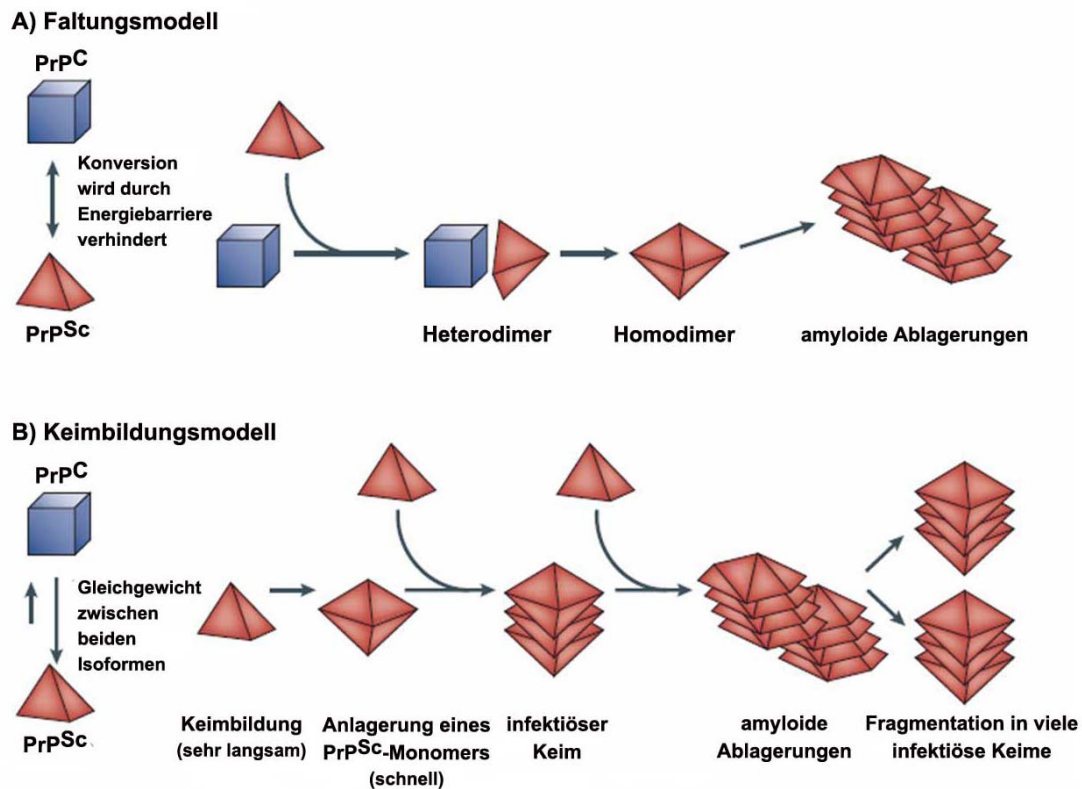 A) Faltungsmodell
PrPC
Konversion
wird durch
Energiebarriere
verhindert
PrPSc
Heterodimer
Homodimer
amyloide Ablagerungen
B) Keimbildungsmodell
PrPC
Gleichgewicht
zwischen
beiden
Isoformen
PrPSc
Keimbildung
(sehr langsam)
Anlagerung eines
PrPSc-Monomers
(schnell)
infektiöser
Keim
amyloide
Ablagerungen
Fragmentation in viele
infektiöse Keime